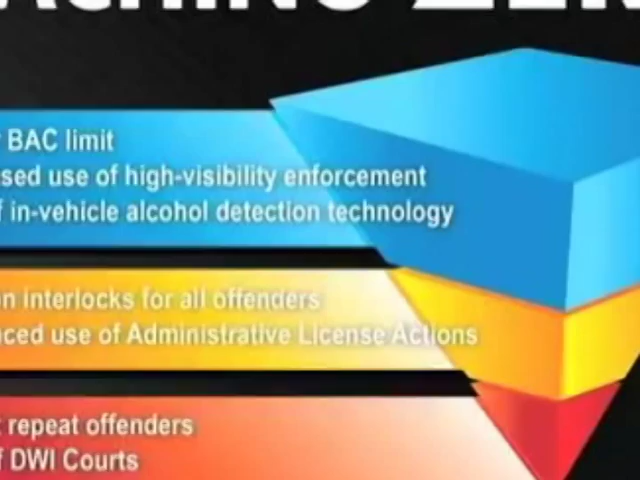 BAC limit
sed use of high-visibility enforcement
in-vehicle alcohol detection technology
n interlocks for all offenders
ced use of Administrative License Actions
repeat offenders
DWI Courts